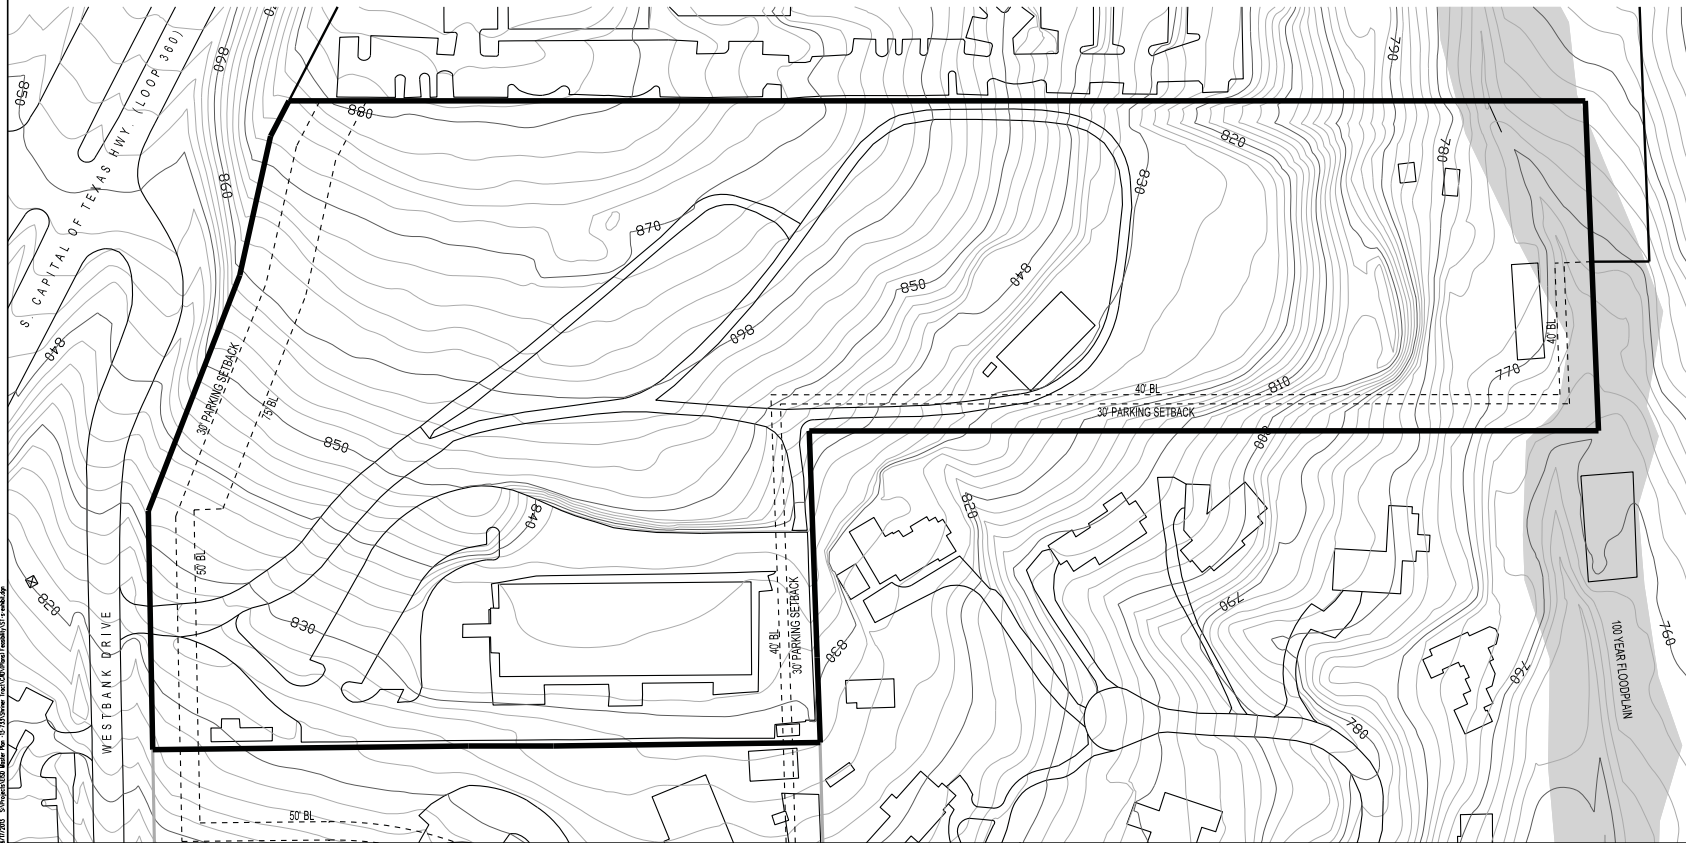 880
860
850
S. CAPITAL OF TEXAS HWY. (LOOP 360)
790
820
780
860
830
870
840
850
860
840
40' BL
770
30' PARKING SETBACK
75' BL
40' BL
810
30' PARKING SETBACK
850
800
840
820
50' BL
820
790
830
WESTBANK DRIVE
40' BL
30' PARKING SETBACK
830
760
760
100 YEAR FLOODPLAIN
780
50' BL